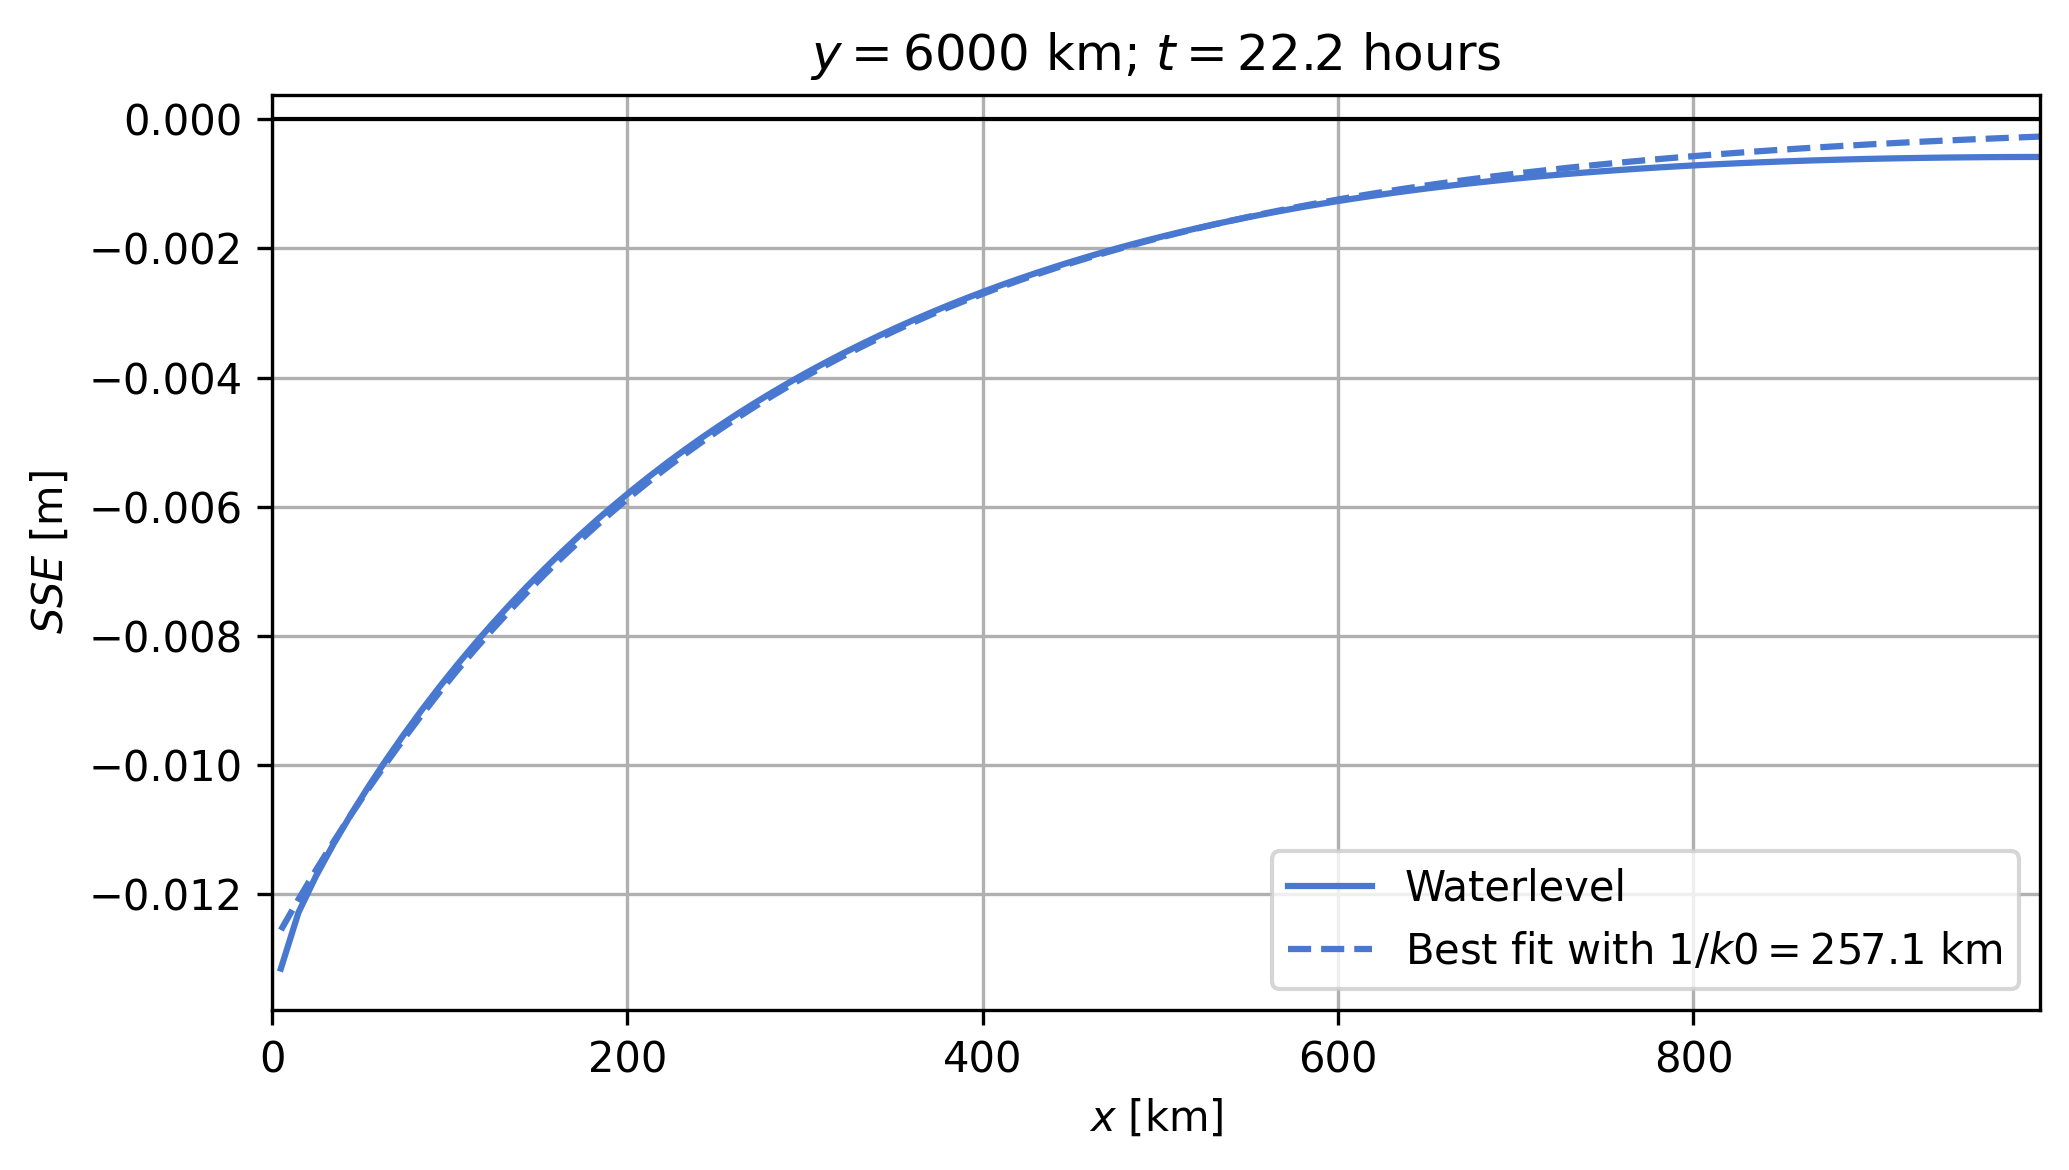 y = 6000 km; t = 22.2 hours
0.000
−0.002
−0.004
−0.006
−0.008
−0.010
−0.012
SSE [m]
Waterlevel
Best fit with 1/k0 = 257.1 km
0 200 400 600 800
x [km]